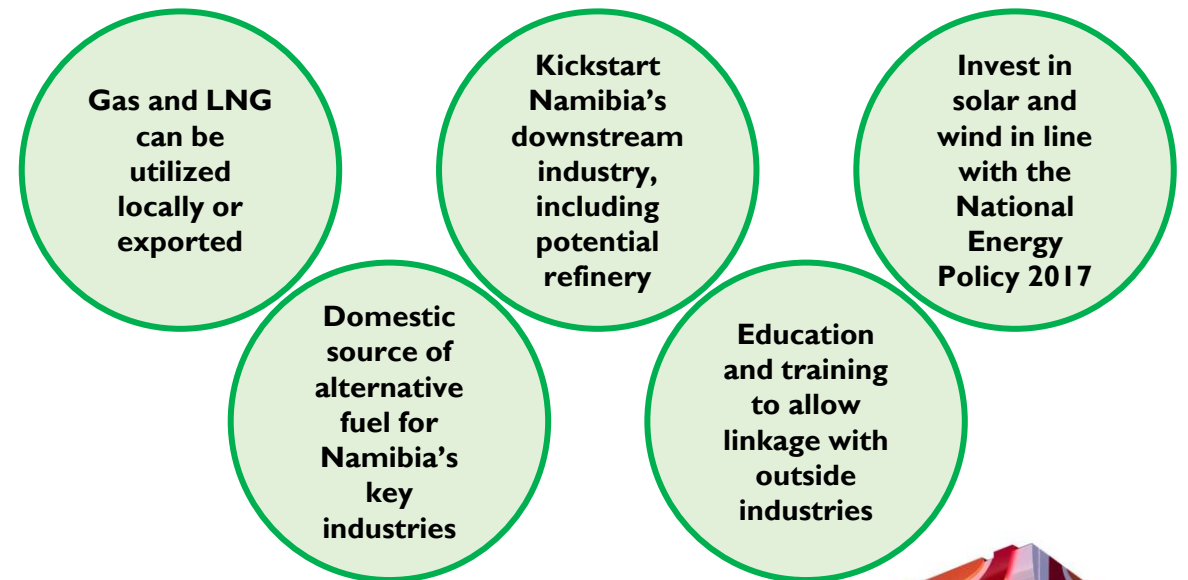 Gas and LNG
can be
utilized
locally or
exported
Domestic
source of
alternative
fuel for
Namibia’s
key
industries
Kickstart
Namibia’s
downstream
industry,
including
potential
refinery
Education
and training
to allow
linkage with
outside
industries
Invest in
solar and
wind in line
with the
National
Energy
Policy 2017